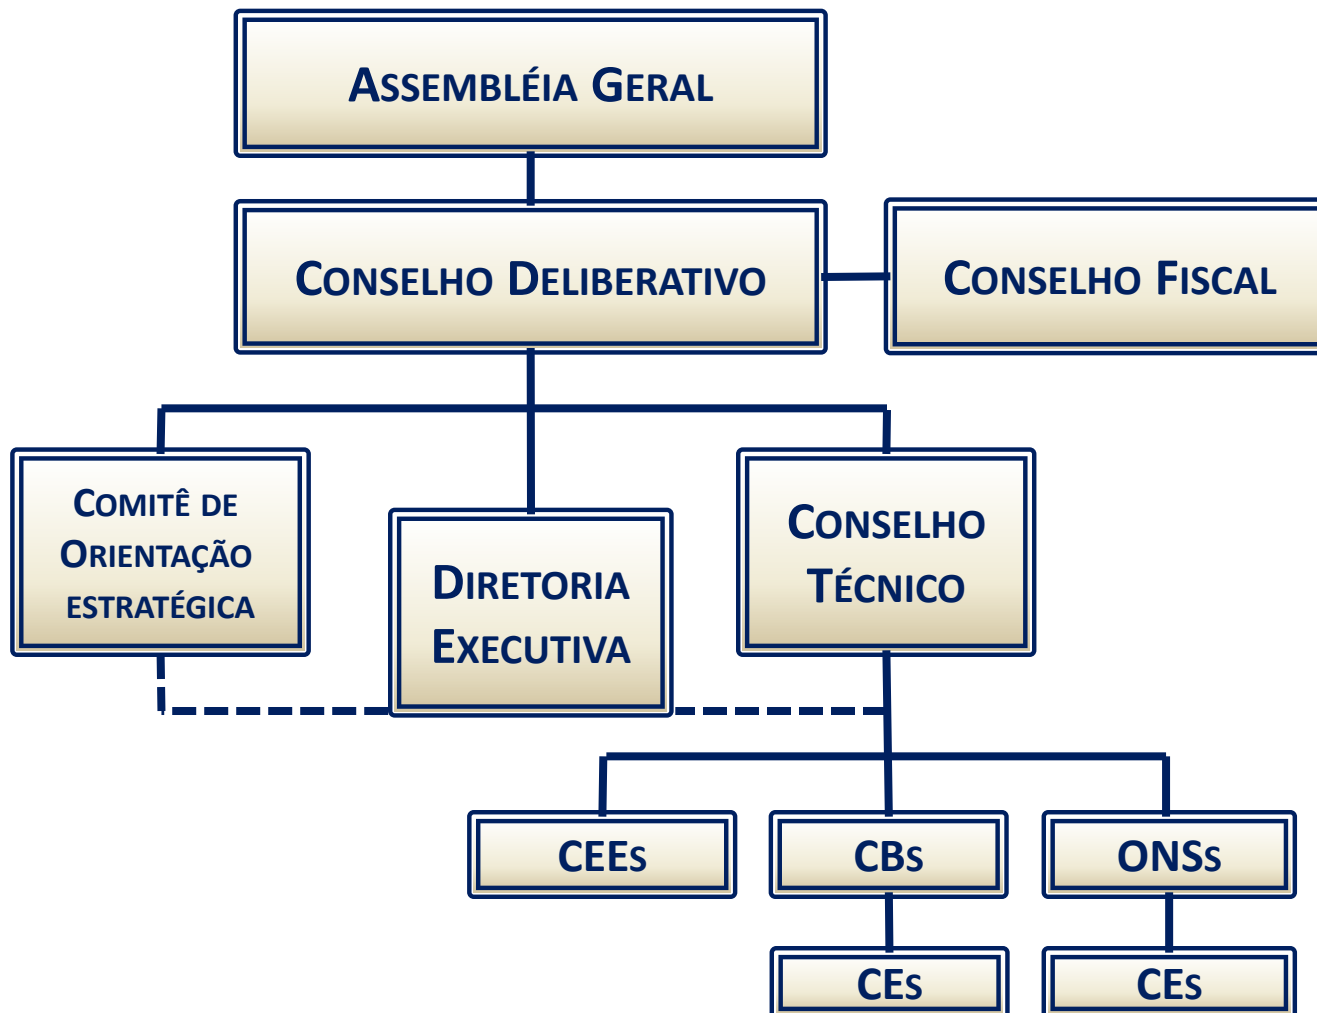 ASSEMBLÉIA GERAL
CONSELHO DELIBERATIVO
CONSELHO FISCAL
COMITÊ DE
ORIENTAÇÃO
ESTRATÉGICA
DIRETORIA
EXECUTIVA
CONSELHO
TÉCNICO
CEES
CBS
ONSS
CES
CES